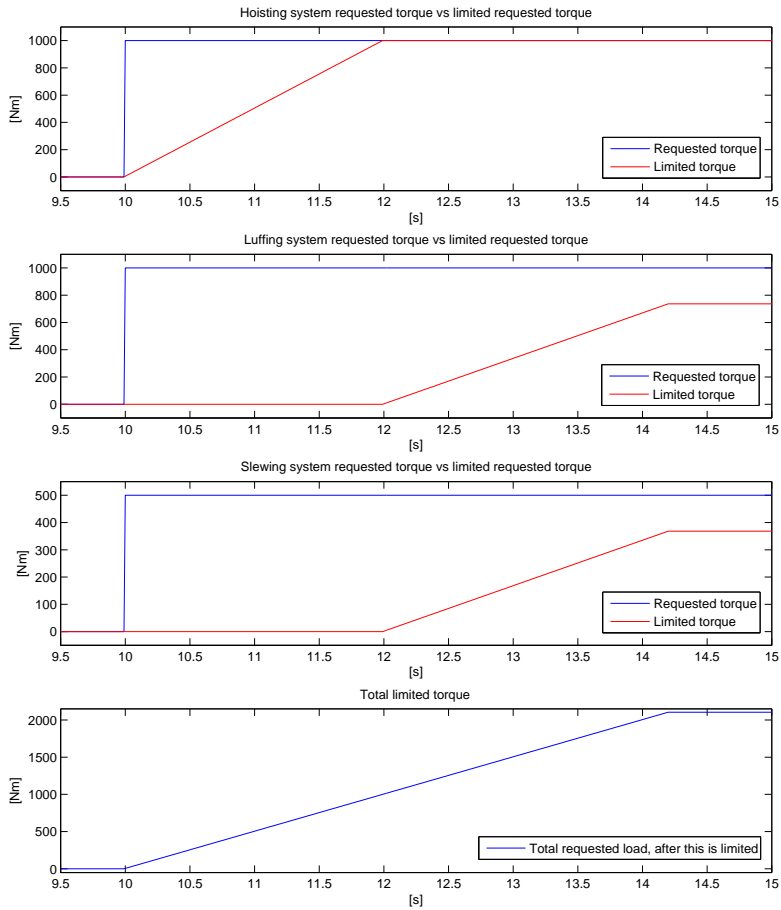 Hoisting system requested torque vs limited requested torque
1000
800
600
400
200
0
[Nm]
Requested torque
Limited torque
9.5 10 10.5 11 11.5 12 12.5 13 13.5 14 14.5 15
[s]
Luffing system requested torque vs limited requested torque
1000
800
600
400
200
0
[Nm]
Requested torque
Limited torque
9.5 10 10.5 11 11.5 12 12.5 13 13.5 14 14.5 15
[s]
Slewing system requested torque vs limited requested torque
500
400
300
200
100
0
[Nm]
Requested torque
Limited torque
9.5 10 10.5 11 11.5 12 12.5 13 13.5 14 14.5 15
[s]
Total limited torque
2000
1500
1000
500
0
[Nm]
Total requested load, after this is limited
9.5 10 10.5 11 11.5 12 12.5 13 13.5 14 14.5 15
[s]